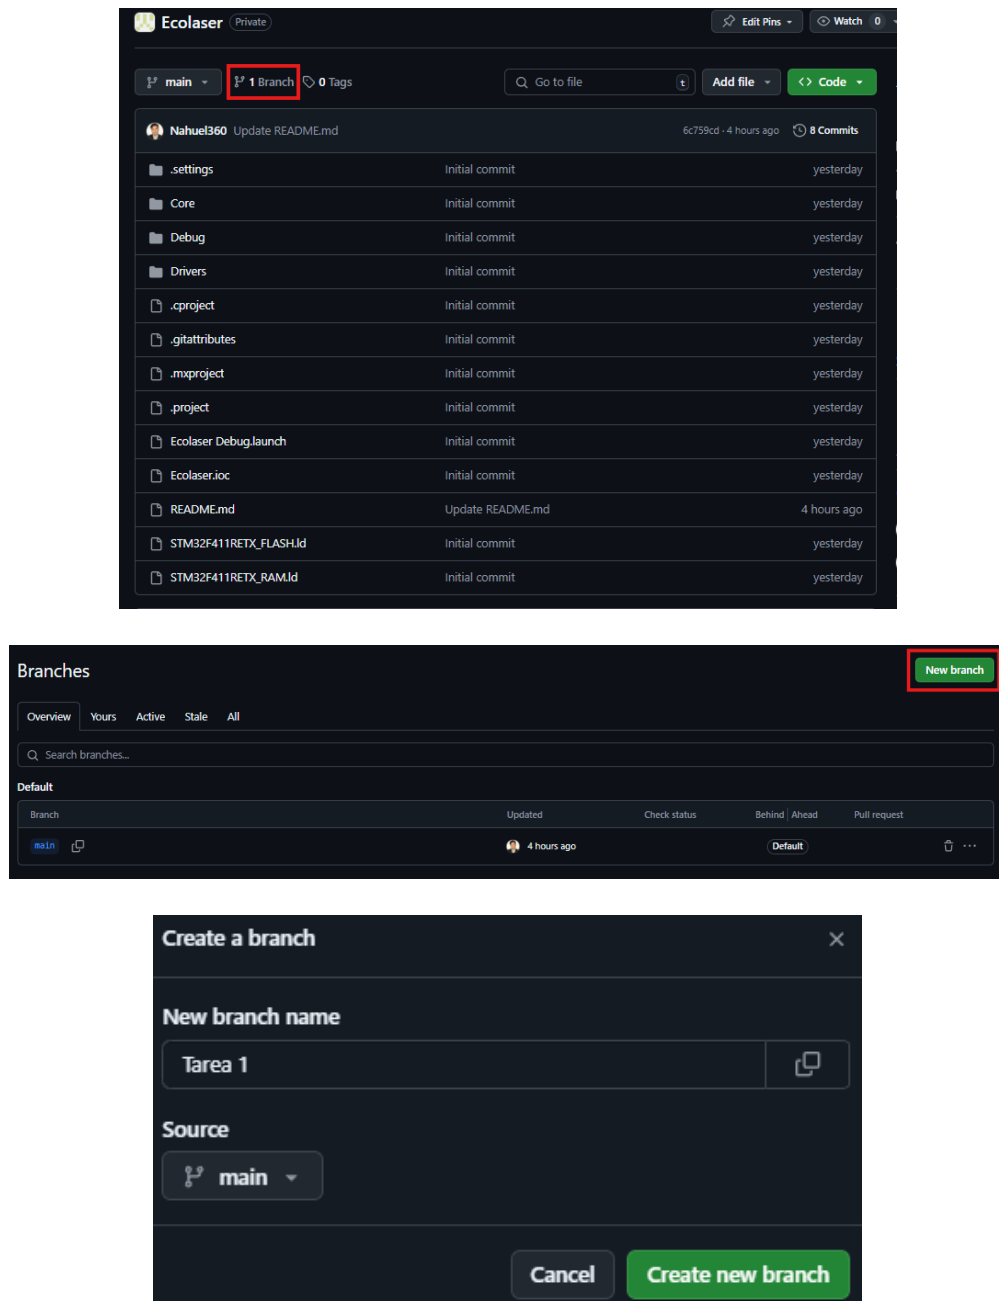 Ecolaser Private Edit Pins Watch 0
main 1 Branch 0 Tags Go to file t Add file Code
Nahuel360 Update README.md 6c759cd · 4 hours ago 8 Commits
.settings Initial commit yesterday
Core Initial commit yesterday
Debug Initial commit yesterday
Drivers Initial commit yesterday
.cproject Initial commit yesterday
.gitattributes Initial commit yesterday
.mxproject Initial commit yesterday
.project Initial commit yesterday
Ecolaser Debug.launch Initial commit yesterday
Ecolaser.ioc Initial commit yesterday
README.md Update README.md 4 hours ago
STM32F411RETX_FLASH.ld Initial commit yesterday
STM32F411RETX_RAM.ld Initial commit yesterday
Branches New branch
Overview Yours Active Stale All
Search branches...
Default
Branch Updated Check status Behind Ahead Pull request
main 4 hours ago Default
Create a branch
New branch name
Tarea 1
Source
main
Cancel Create new branch